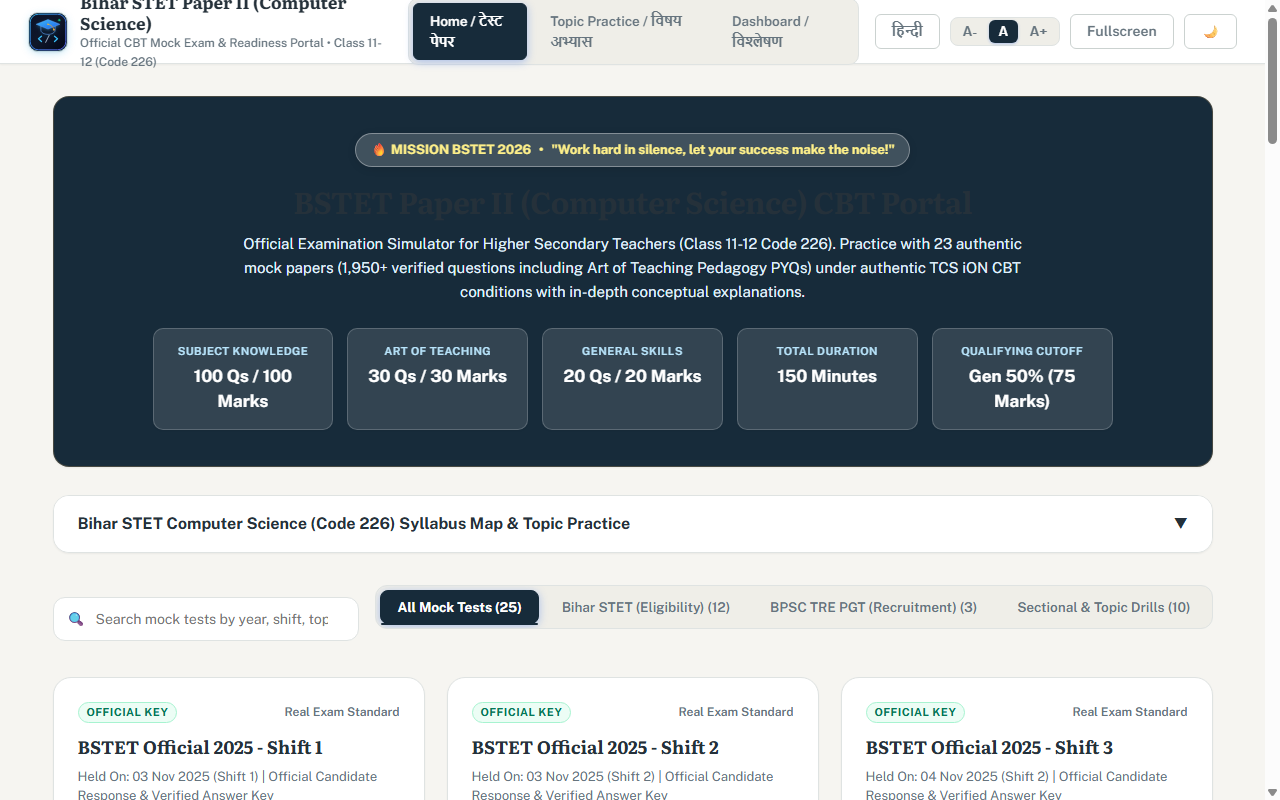 Bihar STET Paper II (Computer
Science)
Official CBT Mock Exam & Readiness Portal • Class 11-
12 (Code 226)
Home / टेस्ट
पेपर
Topic Practice / विषय
अभ्यास
Dashboard /
विश्लेषण
हिन्दी
A-
A
A+
Fullscreen
MISSION BSTET 2026 • "Work hard in silence, let your success make the noise!"
BSTET Paper II (Computer Science) CBT Portal
Official Examination Simulator for Higher Secondary Teachers (Class 11-12 Code 226). Practice with 23 authentic
mock papers (1,950+ verified questions including Art of Teaching Pedagogy PYQs) under authentic TCS iON CBT
conditions with in-depth conceptual explanations.
SUBJECT KNOWLEDGE
100 Qs / 100
Marks
ART OF TEACHING
30 Qs / 30 Marks
GENERAL SKILLS
20 Qs / 20 Marks
TOTAL DURATION
150 Minutes
QUALIFYING CUTOFF
Gen 50% (75
Marks)
Bihar STET Computer Science (Code 226) Syllabus Map & Topic Practice
Search mock tests by year, shift, top
All Mock Tests (25)
Bihar STET (Eligibility) (12)
BPSC TRE PGT (Recruitment) (3)
Sectional & Topic Drills (10)
OFFICIAL KEY
Real Exam Standard
BSTET Official 2025 - Shift 1
Held On: 03 Nov 2025 (Shift 1) | Official Candidate
Response & Verified Answer Key
OFFICIAL KEY
Real Exam Standard
BSTET Official 2025 - Shift 2
Held On: 03 Nov 2025 (Shift 2) | Official Candidate
Response & Verified Answer Key
OFFICIAL KEY
Real Exam Standard
BSTET Official 2025 - Shift 3
Held On: 04 Nov 2025 (Shift 2) | Official Candidate
Response & Verified Answer Key